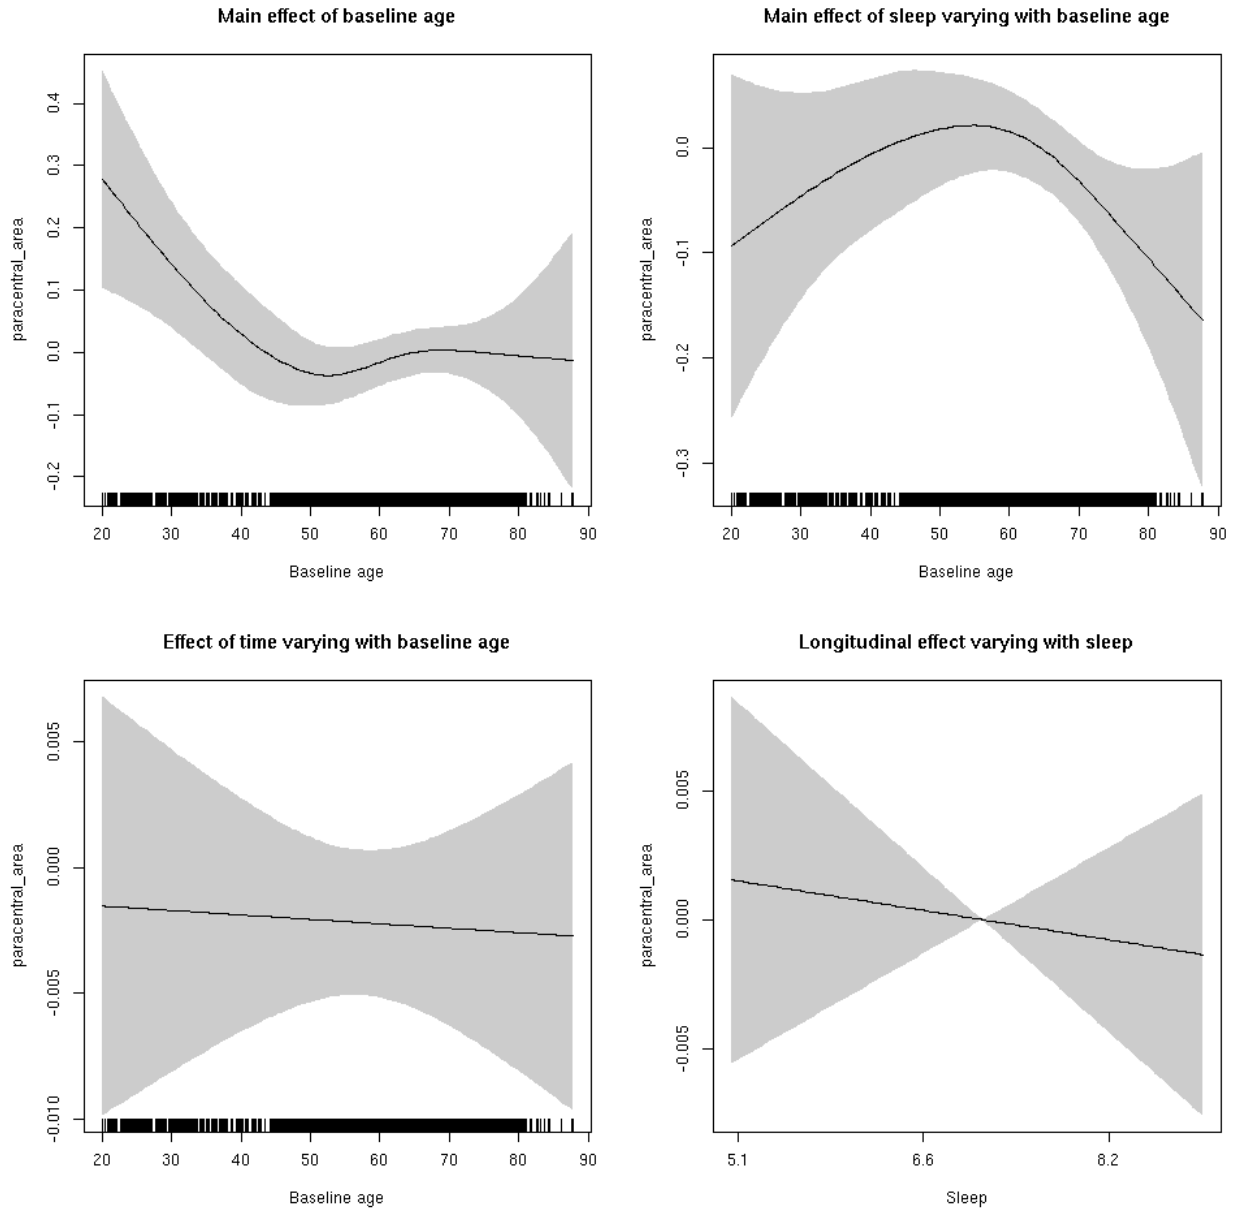 Main effect of baseline age
paracentral_area
0.4
0.3
0.2
0.1
0.0
-0.1
-0.2
20 30 40 50 60 70 80 90
Baseline age
Main effect of sleep varying with baseline age
paracentral_area
0.0
-0.1
-0.2
-0.3
20 30 40 50 60 70 80 90
Baseline age
Effect of time varying with baseline age
paracentral_area
0.005
0.000
-0.005
-0.010
20 30 40 50 60 70 80 90
Baseline age
Longitudinal effect varying with sleep
paracentral_area
0.005
0.000
-0.005
5.1 6.6 8.2
Sleep